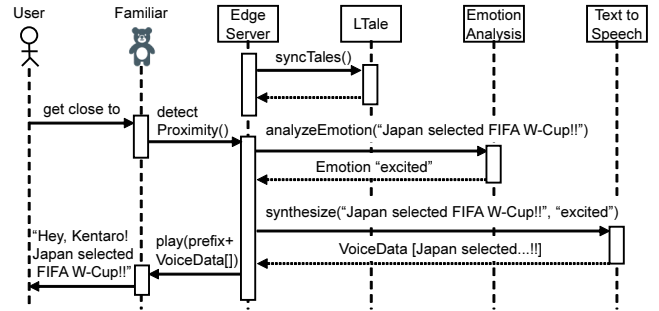 User
Familiar
Edge
Server
LTale
Emotion
Analysis
Text to
Speech
syncTales()
get close to
detect
Proximity()
analyzeEmotion(“Japan selected FIFA W-Cup!!”)
Emotion “excited”
synthesize(“Japan selected FIFA W-Cup!!”, “excited”)
“Hey, Kentaro!
Japan selected
FIFA W-Cup!!”
play(prefix+
VoiceData[])
VoiceData [Japan selected...!!]